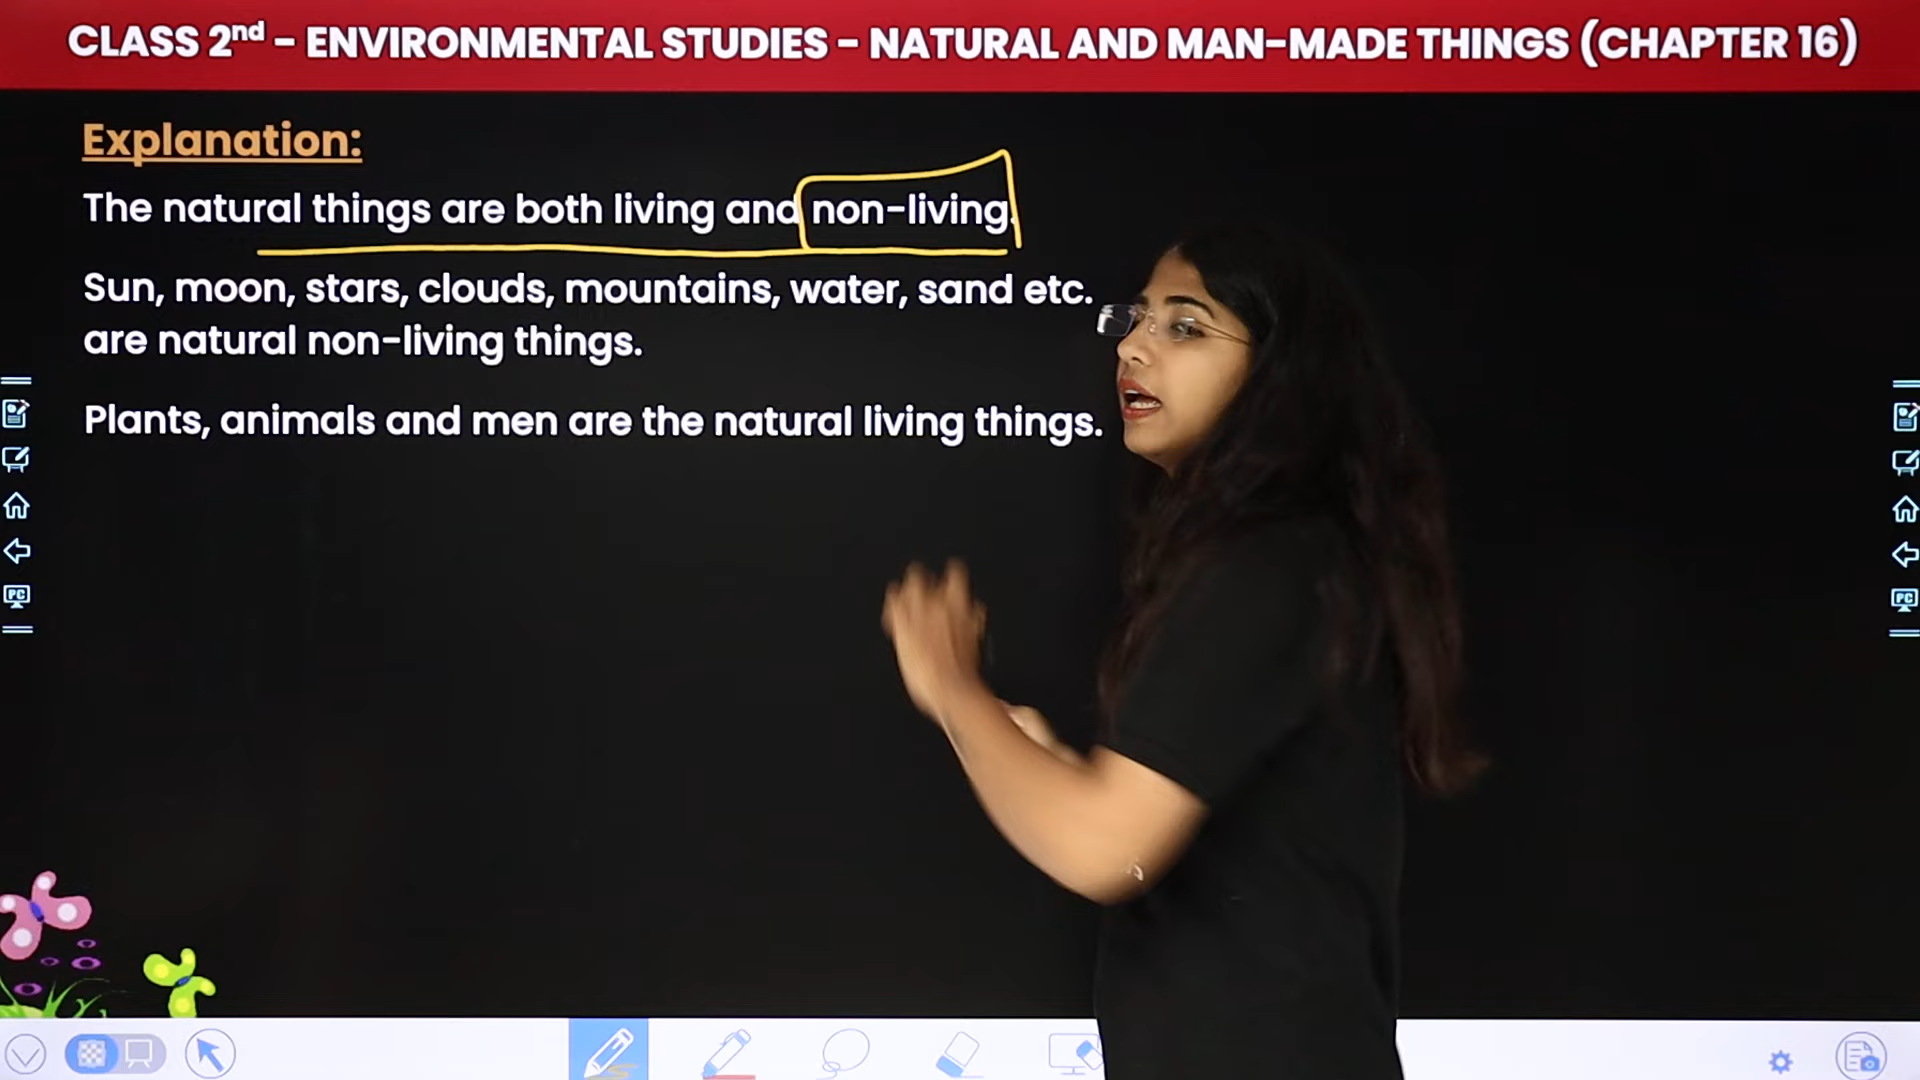 CLASS 2nd - ENVIRONMENTAL STUDIES - NATURAL AND MAN-MADE THINGS (CHAPTER 16)
Explanation:
The natural things are both living and non-living.
Sun, moon, stars, clouds, mountains, water, sand etc.
are natural non-living things.
Plants, animals and men are the natural living things.
PC
PC